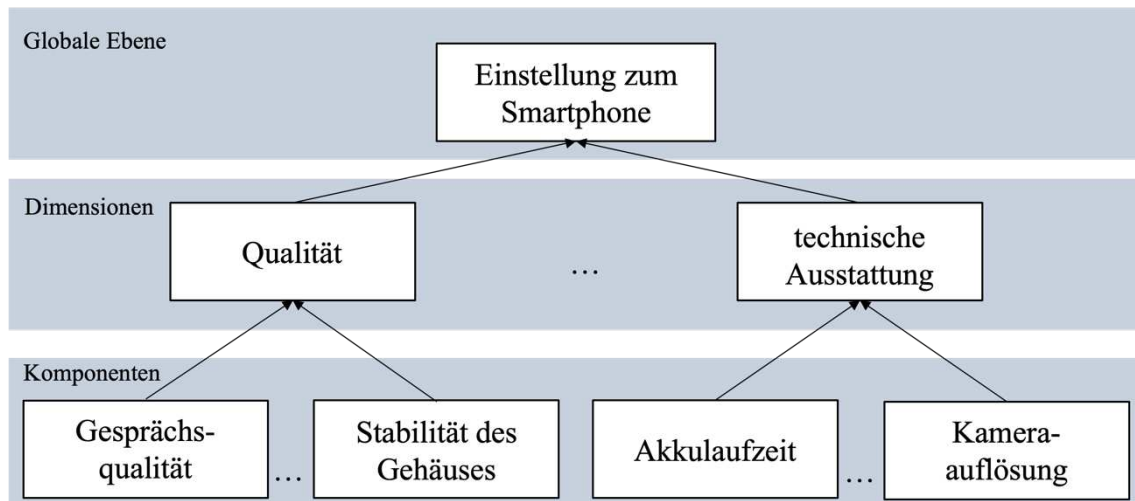 Globale Ebene
Einstellung zum
Smartphone
Dimensionen
Qualität
…
technische
Ausstattung
Komponenten
Gesprächs-
qualität
…
Stabilität des
Gehäuses
Akkulaufzeit
…
Kamera-
auflösung